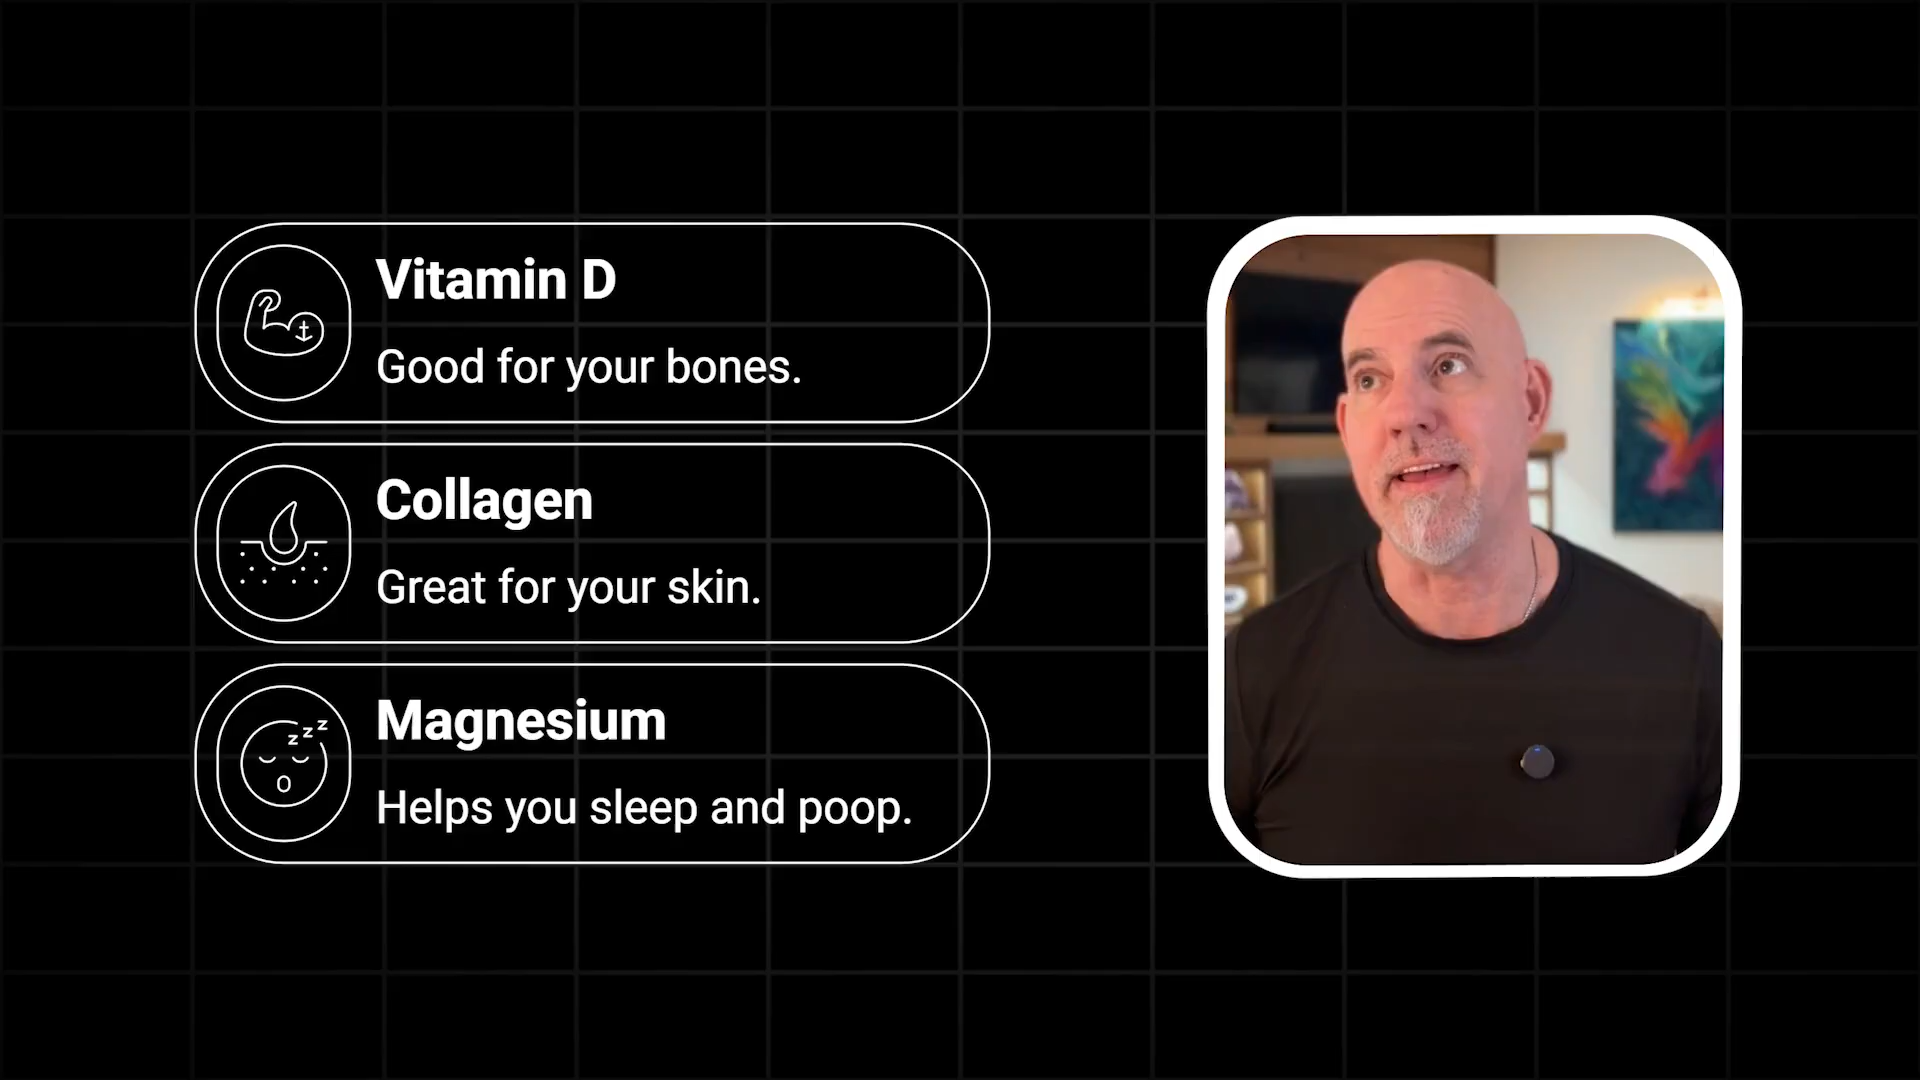 Vitamin D
Good for your bones.
Collagen
Great for your skin.
Magnesium
z z z
Helps you sleep and poop.